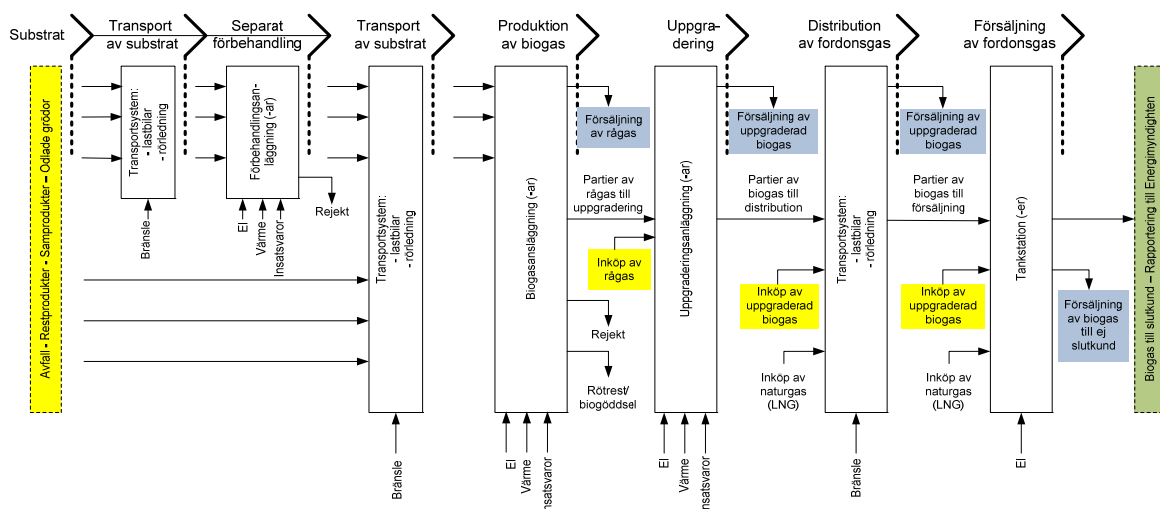 Substrat
Transport
av substrat
Separat
förbehandling
Transport
av substrat
Produktion
av biogas
Uppgra-
dering
Distribution
av fordonsgas
Försäljning
av fordonsgas
Avfall - Restprodukter - Samprodukter – Odlade grödor
Transportsystem:
- lastbilar
- rörledning
Bränsle
Förbehandlingsan-
läggning (-ar)
El
Värme
Insatsvaror
Rejekt
Transportsystem:
- lastbilar
- rörledning
Bränsle
Biogasansläggning (-ar)
El
Värme
nsatsvaror
Försäljning
av rågas
Partier av
rågas till
uppgradering
Inköp av
rågas
Rejekt
Rötrest/
biogöddsel
Uppgraderingsanläggning (-ar)
El
Värme
nsatsvaror
Försäljning av
uppgraderad
biogas
Partier av
biogas till
distribution
Inköp av
uppgraderad
biogas
Inköp av
naturgas
(LNG)
Transportsystem:
- lastbilar
- rörledning
Bränsle
Försäljning av
uppgraderad
biogas
Partier av
biogas till
försäljning
Inköp av
uppgraderad
biogas
Inköp av
naturgas
(LNG)
Tankstation (-er)
El
Försäljning
av biogas
till ej
slutkund
Biogas till slutkund – Rapportering till Energimyndigheten